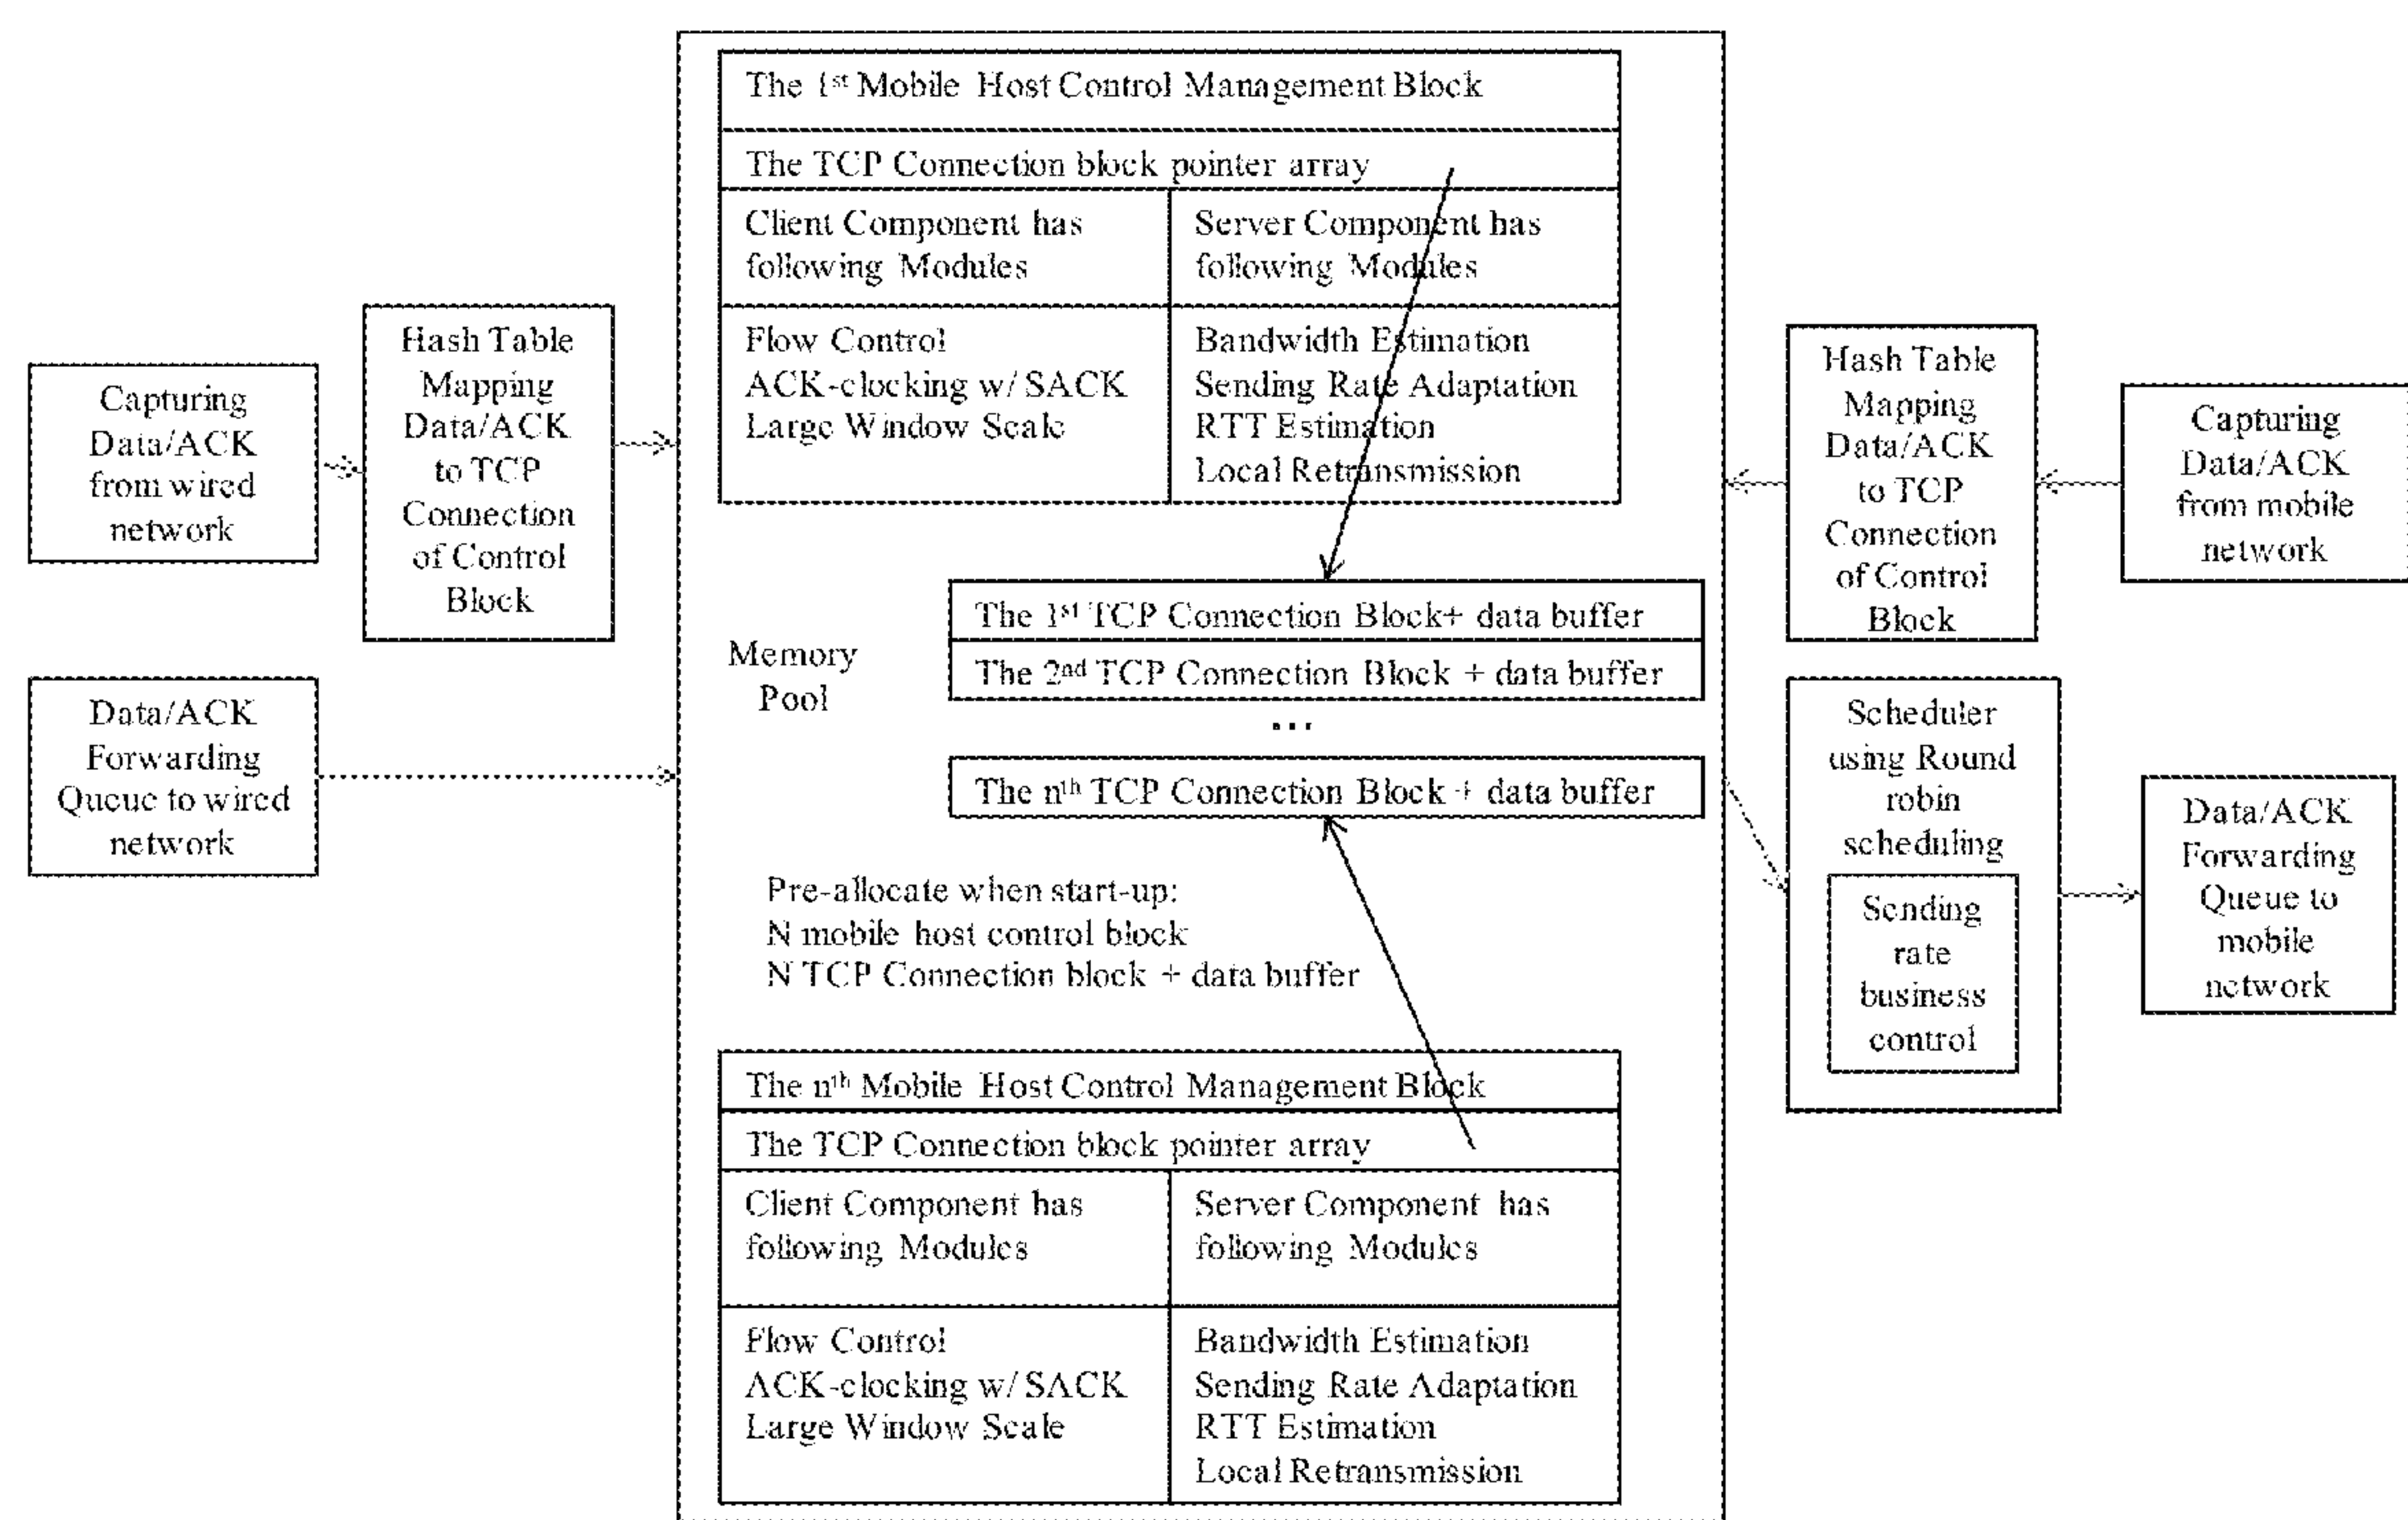 Capturing
Data/ACK
from wired
network
Hash Table
Mapping
Data/ACK
to TCP
Connection
of Control
Block
Data/ACK
Forwarding
Queue to wired
network
The 1st Mobile Host Control Management Block
The TCP Connection block pointer array
Client Component has
following Modules
Server Component has
following Modules
Flow Control
ACK-clocking w/ SACK
Large Window Scale
Bandwidth Estimation
Sending Rate Adaptation
RTT Estimation
Local Retransmission
Memory
Pool
The 1st TCP Connection Block+ data buffer
The 2nd TCP Connection Block + data buffer
...
The nth TCP Connection Block + data buffer
Pre-allocate when start-up:
N mobile host control block
N TCP Connection block + data buffer
The nth Mobile Host Control Management Block
The TCP Connection block pointer array
Client Component has
following Modules
Server Component has
following Modules
Flow Control
ACK-clocking w/ SACK
Large Window Scale
Bandwidth Estimation
Sending Rate Adaptation
RTT Estimation
Local Retransmission
Hash Table
Mapping
Data/ACK
to TCP
Connection
of Control
Block
Capturing
Data/ACK
from mobile
network
Scheduler
using Round
robin
scheduling
Sending
rate
business
control
Data/ACK
Forwarding
Queue to
mobile
network